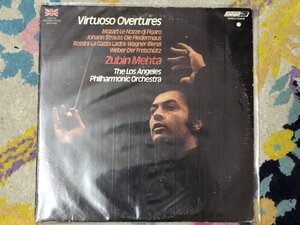 Virtuoso Overtures
LONDON
Mozart Le Nozze di Figaro
Johann Strauss Die Fledermaus
Rossini La Gazza Ladra Wagner Rienzi
Weber Der Freischütz
Zubin Mehta
The Los Angeles
Philharmonic Orchestra